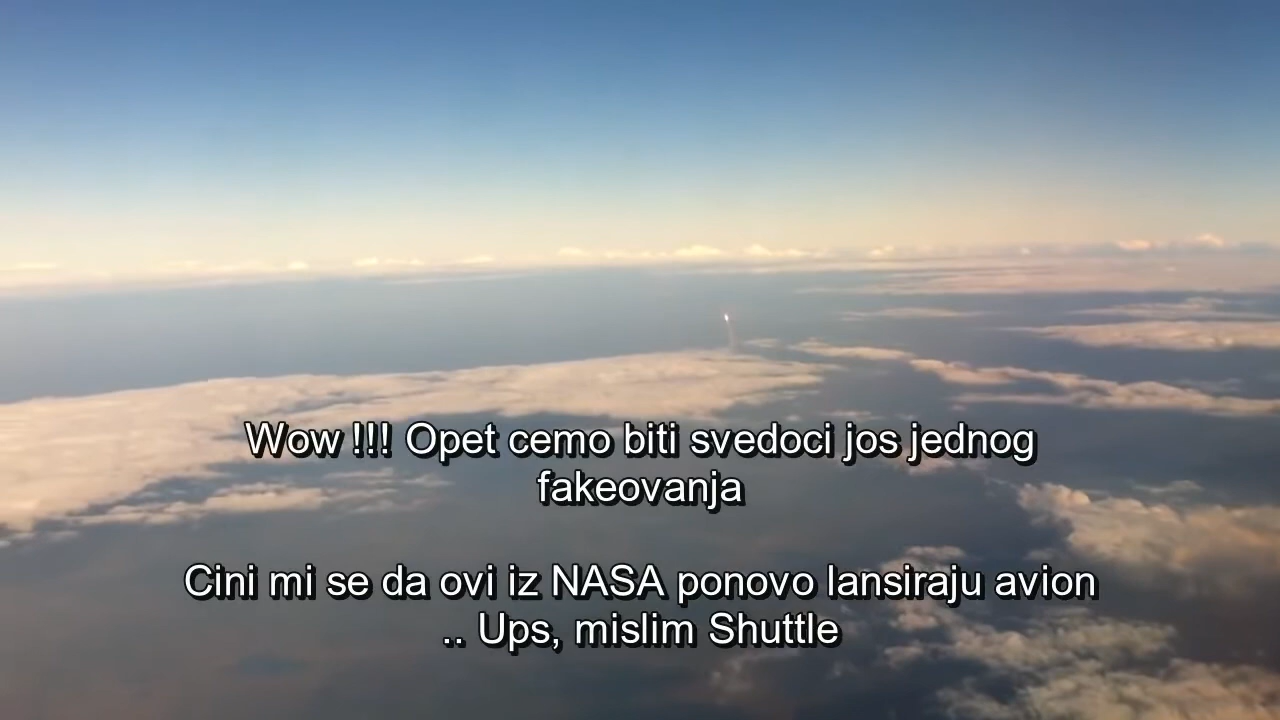 Wow !!! Opet cemo biti svedoci jos jednog
fakeovanja
Cini mi se da ovi iz NASA ponovo lansiraju avion
.. Ups, mislim Shuttle